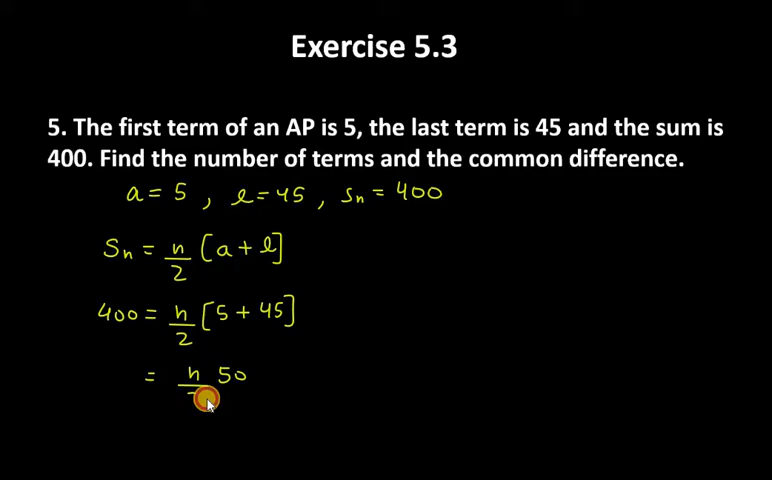 Exercise 5.3
5. The first term of an AP is 5, the last term is 45 and the sum is
400. Find the number of terms and the common difference.
a = 5 , l = 45 , Sn = 400
Sn = n/2 [a + l]
400 = n/2 [5 + 45]
= n/ 50